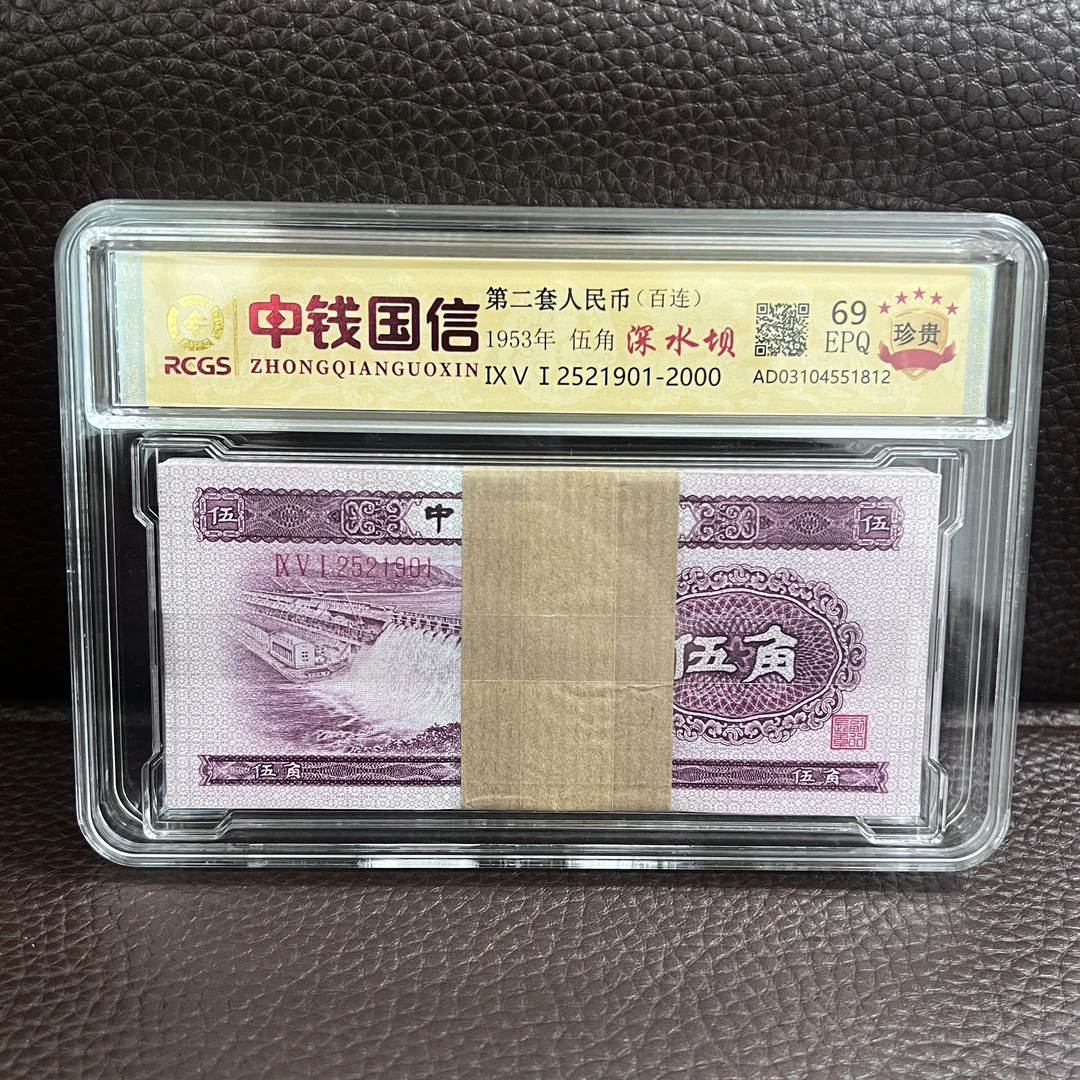 RCGS
中钱国信
ZHONGQIANGUOXIN
第二套人民币（百连）
1953年 伍角 深水坝
IX V I 2521901-2000
69
EPQ
珍贵
AD03104551812
伍 中 伍
IX V I 2521901
伍角
伍角 伍角